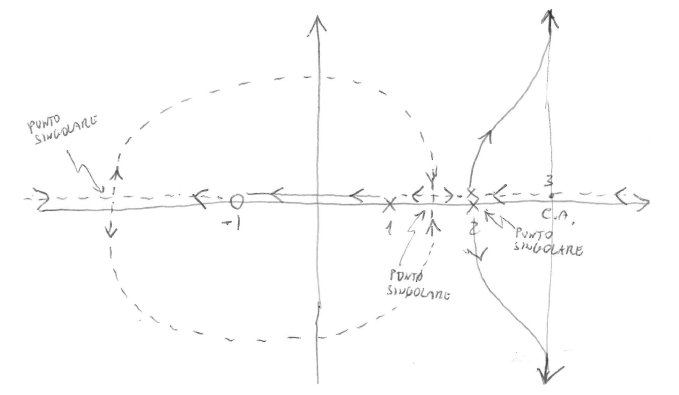 PUNTO
SINGOLARE
3
-1
1
2
C.A.
PUNTO
SINGOLARE
PUNTO
SINGOLARE